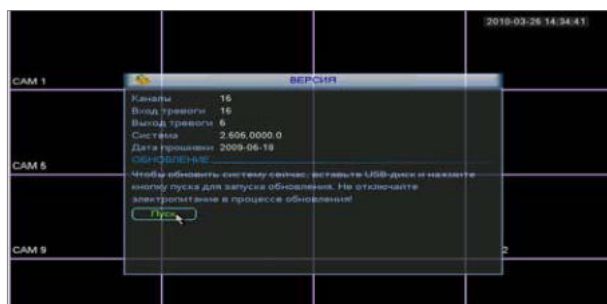 2010-03-26 14:34:41
CAM 1
ВЕРСИЯ
Каналы 16
Вход тревоги 16
Выход тревоги 6
Система 2.606.0000.0
Дата прошивки 2009-06-18
ОБНОВЛЕНИЕ
CAM 5
Чтобы обновить систему сейчас, вставьте USB-диск и нажмите
кнопку пуска для запуска обновления. Не отключайте
электропитание в процессе обновления!
Пуск
CAM 9
2